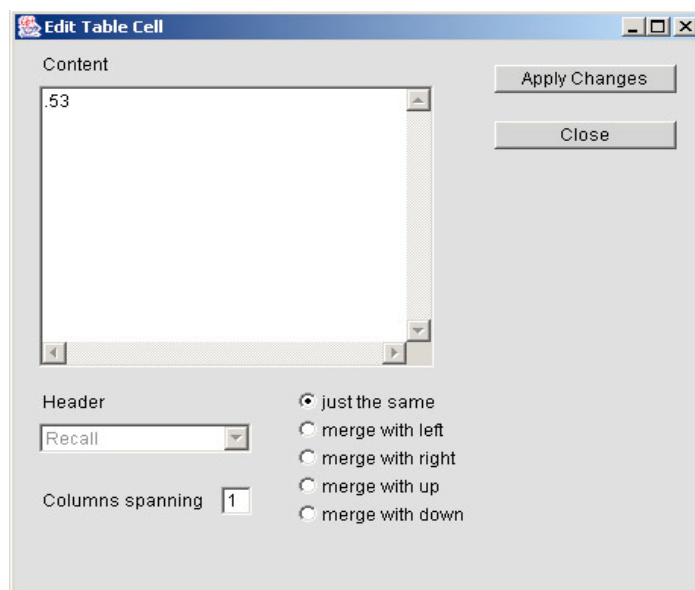 Edit Table Cell
Content
Apply Changes
.53
Close
Header
just the same
Recall
merge with left
merge with right
Columns spanning 1
merge with up
merge with down